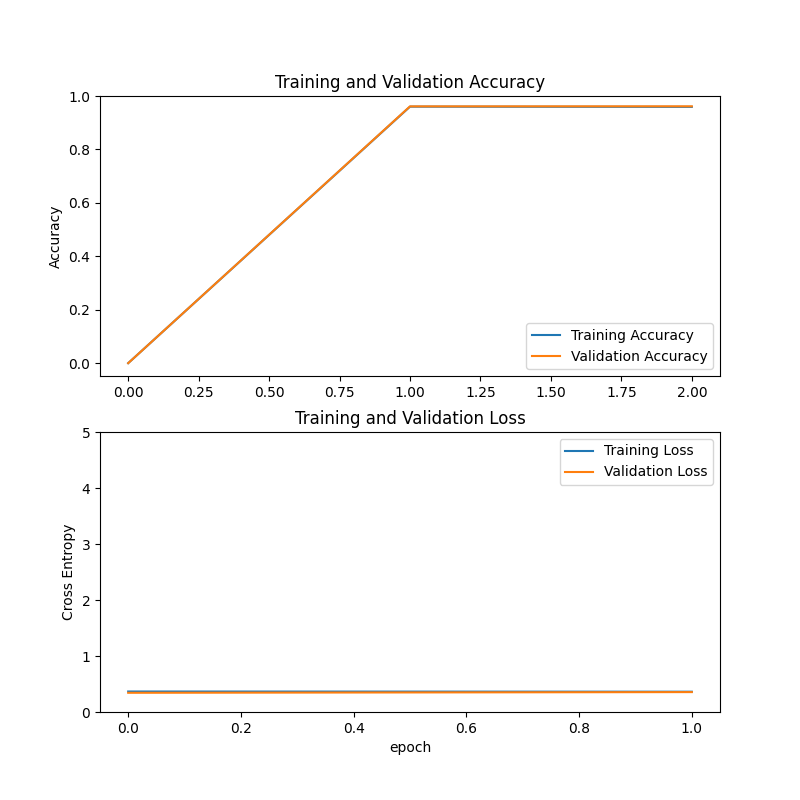 Training and Validation Accuracy
1.0
0.8
0.6
0.4
0.2
0.0
Accuracy
Training Accuracy
Validation Accuracy
0.00 0.25 0.50 0.75 1.00 1.25 1.50 1.75 2.00
Training and Validation Loss
5
4
3
2
1
0
Cross Entropy
Training Loss
Validation Loss
0.0 0.2 0.4 0.6 0.8 1.0
epoch